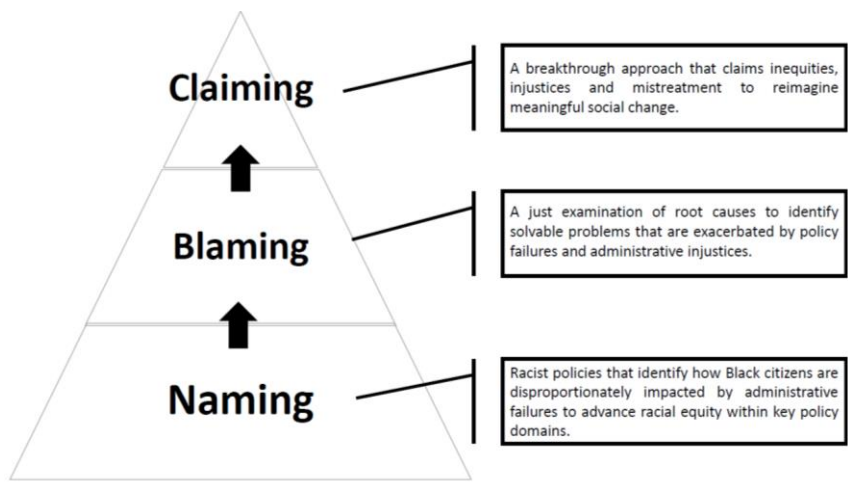 Claiming
A breakthrough approach that claims inequities,
injustices and mistreatment to reimagine
meaningful social change.
Blaming
A just examination of root causes to identify
solvable problems that are exacerbated by policy
failures and administrative injustices.
Naming
Racist policies that identify how Black citizens are
disproportionately impacted by administrative
failures to advance racial equity within key policy
domains.